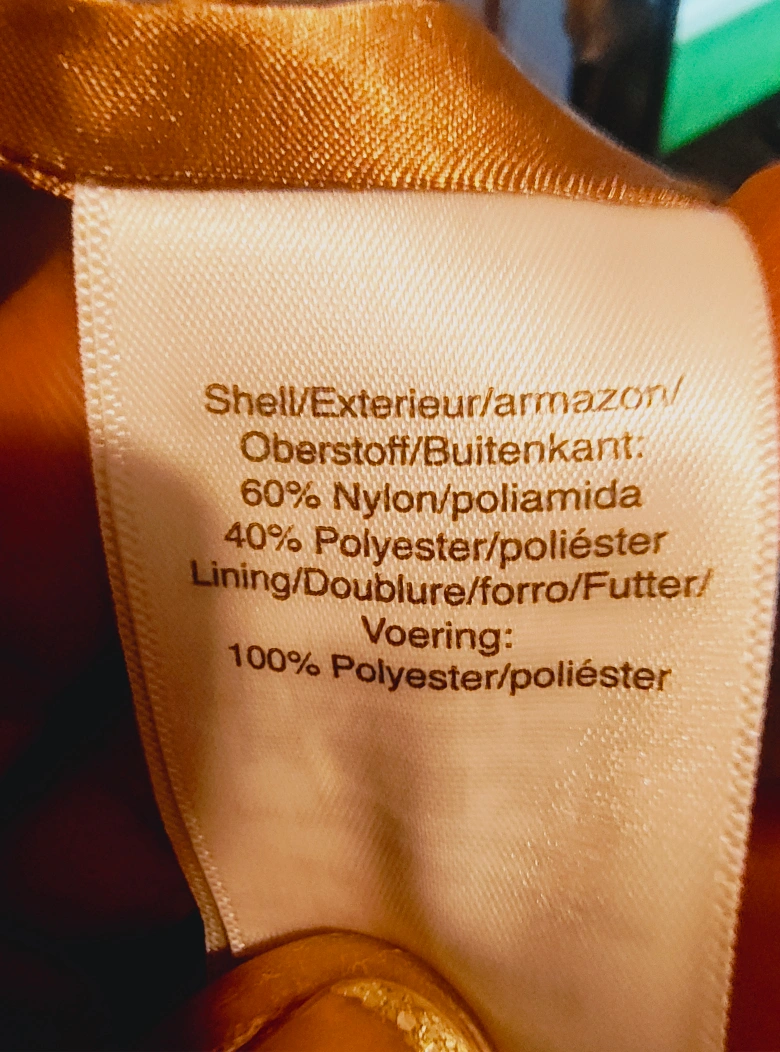 Shell/Exterieur/armazon/
Oberstoff/Buitenkant:
60% Nylon/poliamida
40% Polyester/poliéster
Lining/Doublure/forro/Futter/
Voering:
100% Polyester/poliéster